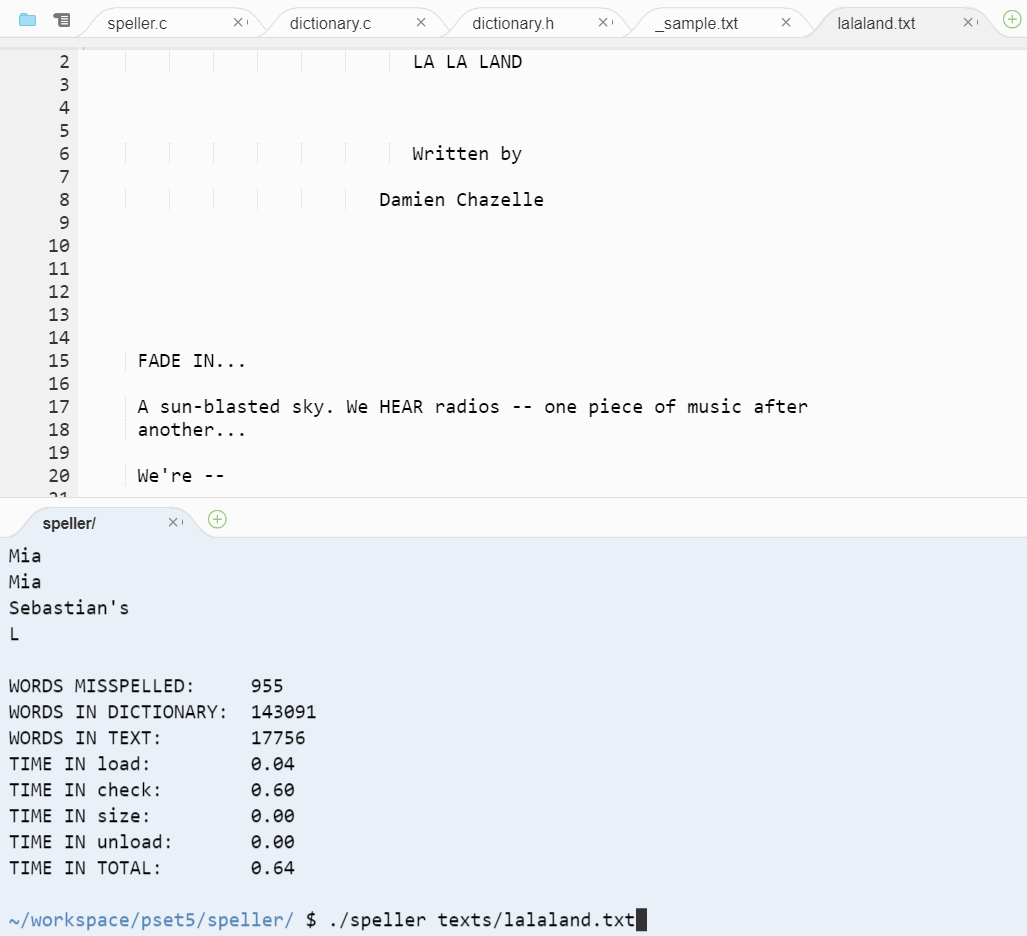 speller.c dictionary.c dictionary.h _sample.txt lalaland.txt
2 LA LA LAND
3
4
5
6 Written by
7
8 Damien Chazelle
9
10
11
12
13
14
15 FADE IN...
16
17 A sun-blasted sky. We HEAR radios -- one piece of music after
18 another...
19
20 We're --
21
speller/
Mia
Mia
Sebastian's
L
WORDS MISSPELLED: 955
WORDS IN DICTIONARY: 143091
WORDS IN TEXT: 17756
TIME IN load: 0.04
TIME IN check: 0.60
TIME IN size: 0.00
TIME IN unload: 0.00
TIME IN TOTAL: 0.64
~/workspace/pset5/speller/ $ ./speller texts/lalaland.txt